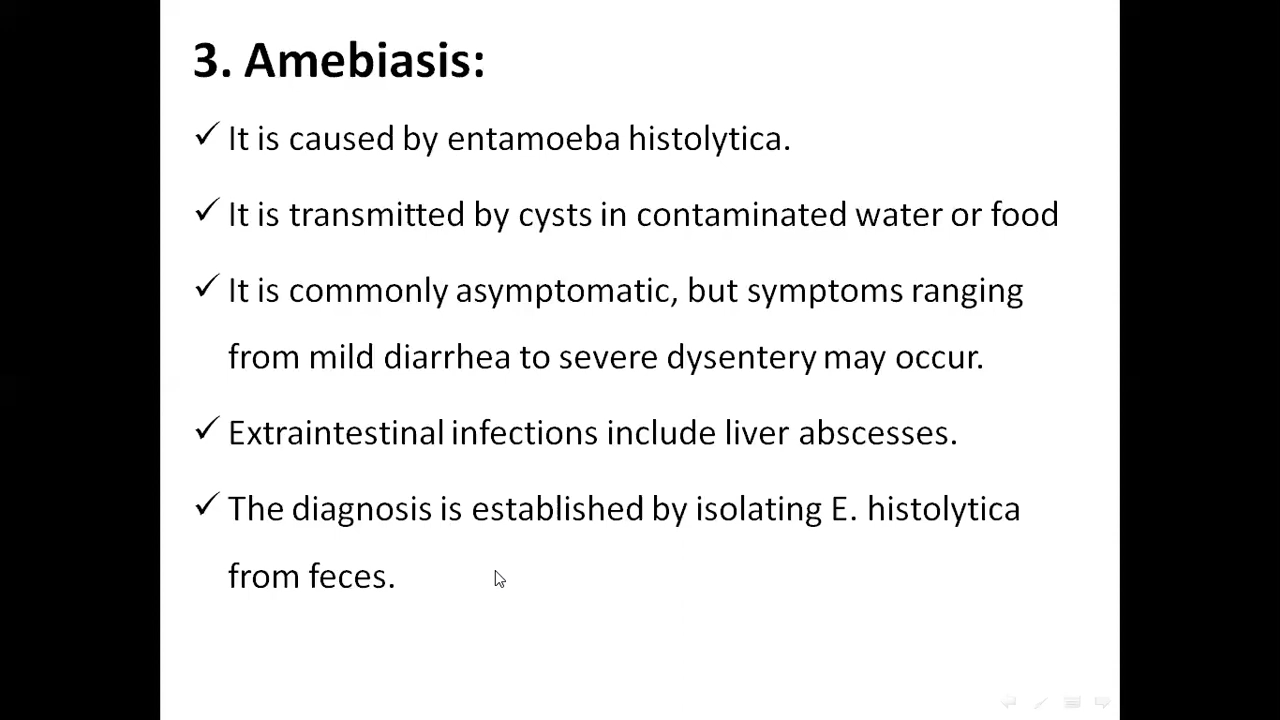 3. Amebiasis:
✓ It is caused by entamoeba histolytica.
✓ It is transmitted by cysts in contaminated water or food
✓ It is commonly asymptomatic, but symptoms ranging
from mild diarrhea to severe dysentery may occur.
✓ Extraintestinal infections include liver abscesses.
✓ The diagnosis is established by isolating E. histolytica
from feces.